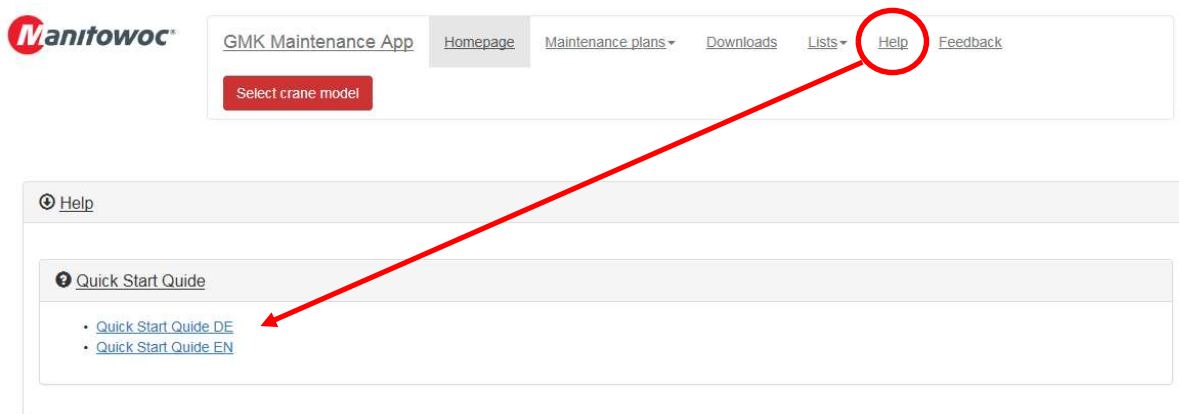 Manitowoc®
GMK Maintenance App Homepage Maintenance plans Downloads Lists Help Feedback
Select crane model
Help
Quick Start Quide
• Quick Start Quide DE
• Quick Start Quide EN